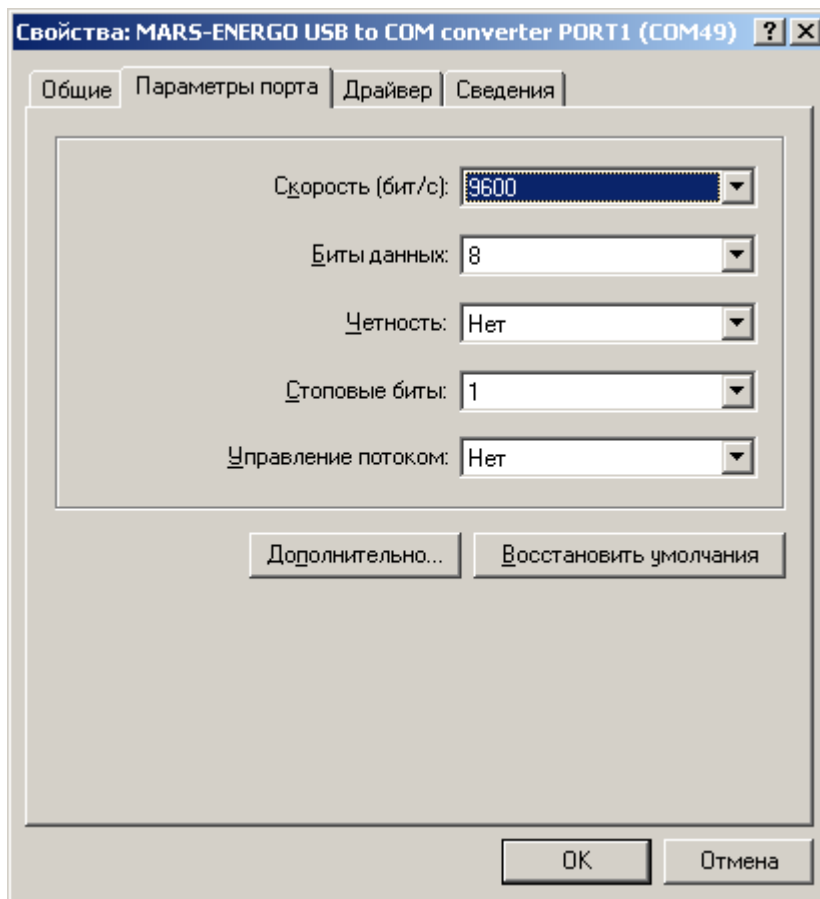 Свойства: MARS-ENERGO USB to COM converter PORT1 (COM49)
Общие Параметры порта Драйвер Сведения
Скорость (бит/с): 9600
Биты данных: 8
Четность: Нет
Стоповые биты: 1
Управление потоком: Нет
Дополнительно... Восстановить умолчания
OK Отмена